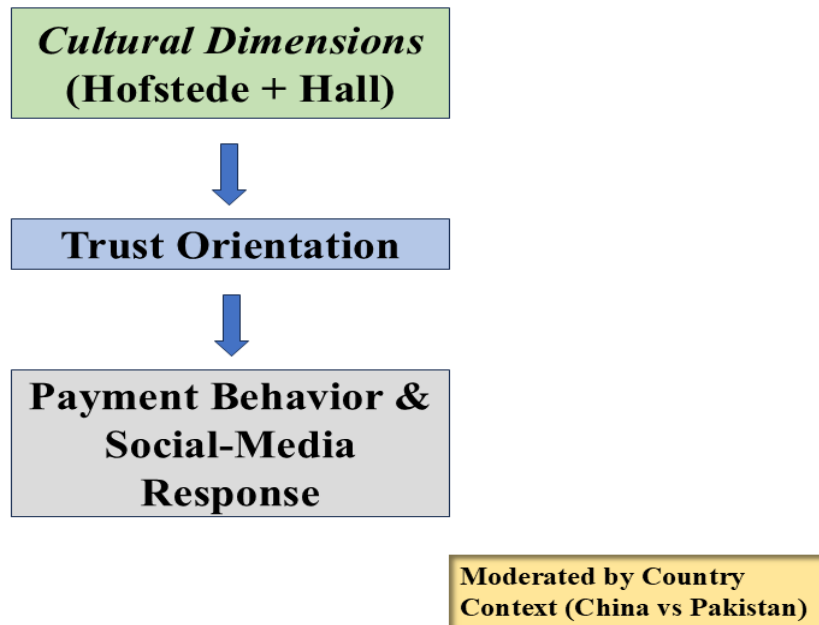 Cultural Dimensions
(Hofstede + Hall)
Trust Orientation
Payment Behavior &
Social-Media
Response
Moderated by Country
Context (China vs Pakistan)